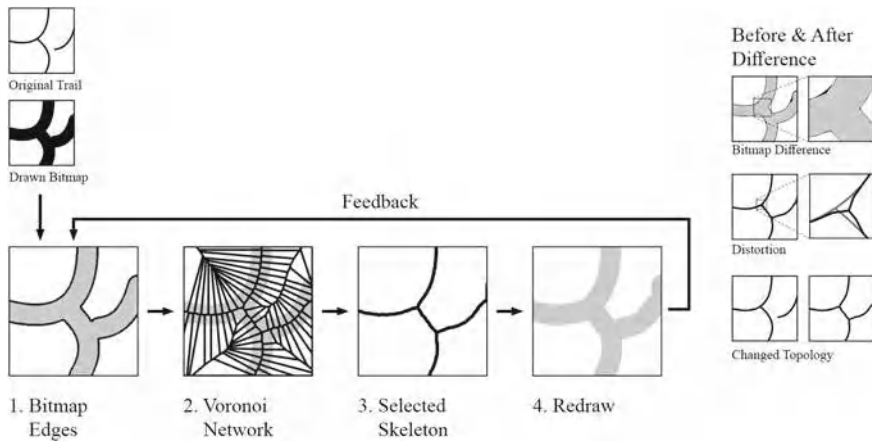 Original Trail
Drawn Bitmap
Feedback
1. Bitmap
Edges
2. Voronoi
Network
3. Selected
Skeleton
4. Redraw
Before & After
Difference
Bitmap Difference
Distortion
Changed Topology